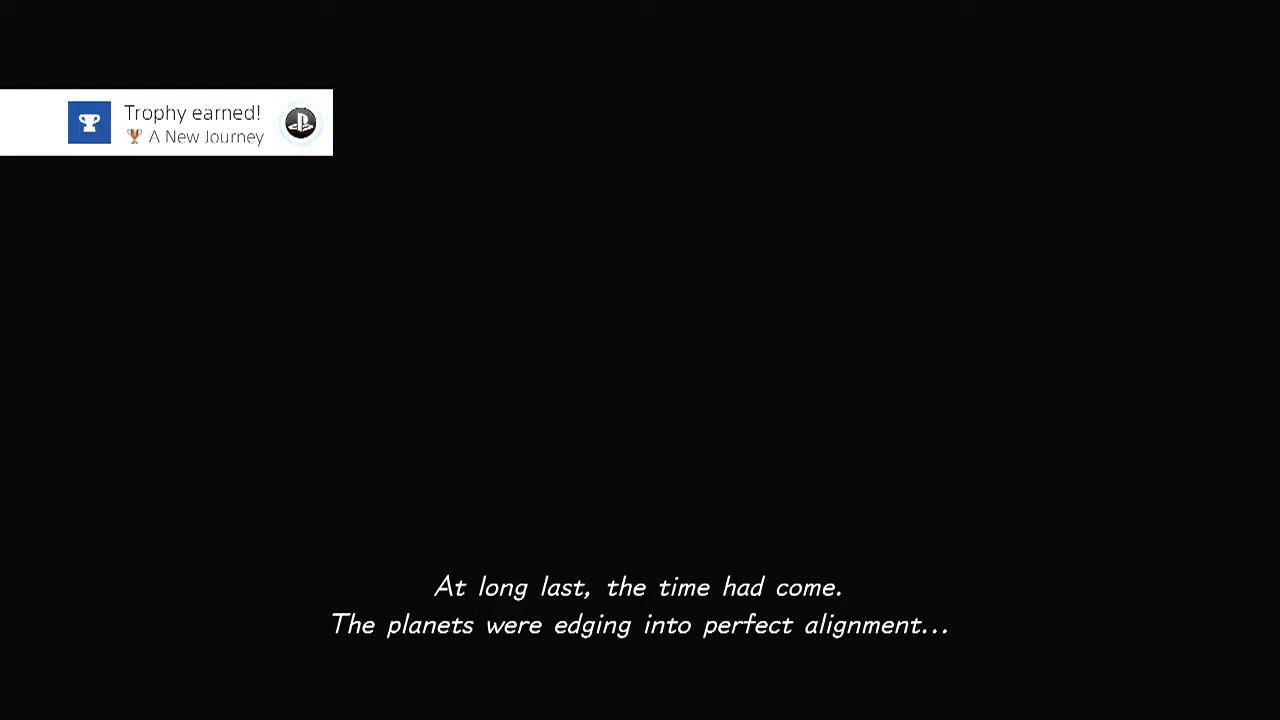 Trophy earned!
A New Journey
At long last, the time had come.
The planets were edging into perfect alignment...